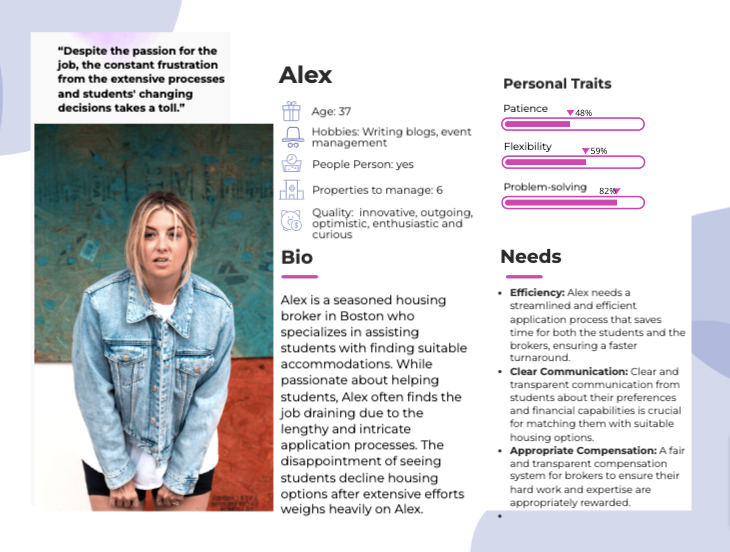 “Despite the passion for the
job, the constant frustration
from the extensive processes
and students' changing
decisions takes a toll.”
Alex
Age: 37
Hobbies: Writing blogs, event
management
People Person: yes
Properties to manage: 6
Quality: innovative, outgoing,
optimistic, enthusiastic and
curious
Bio
Alex is a seasoned housing
broker in Boston who
specializes in assisting
students with finding suitable
accommodations. While
passionate about helping
students, Alex often finds the
job draining due to the
lengthy and intricate
application processes. The
disappointment of seeing
students decline housing
options after extensive efforts
weighs heavily on Alex.
Personal Traits
Patience
48%
Flexibility
59%
Problem-solving 82%
Needs
• Efficiency: Alex needs a
streamlined and efficient
application process that saves
time for both the students and the
brokers, ensuring a faster
turnaround.
• Clear Communication: Clear and
transparent communication from
students about their preferences
and financial capabilities is crucial
for matching them with suitable
housing options.
• Appropriate Compensation: A fair
and transparent compensation
system for brokers to ensure their
hard work and expertise are
appropriately rewarded.
•